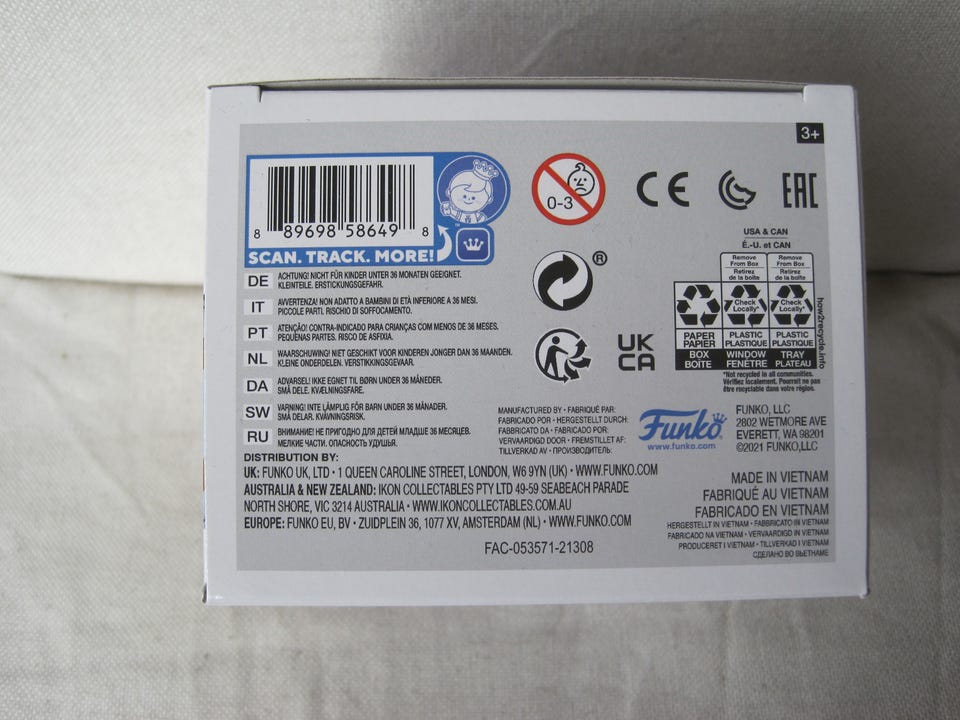 3+
8 89698 58649 8
SCAN. TRACK. MORE!
™
0-3
CE
EAC
®
UK
CA
USA & CAN
É.-U. et CAN
Remove From Box
Retirez de la boîte
Remove From Box
Retirez de la boîte
Check Locally*
Check Locally*
PAPER
PAPIER
PLASTIC
PLASTIQUE
PLASTIC
PLASTIQUE
BOX
BOÎTE
WINDOW
FENÊTRE
TRAY
PLATEAU
*Not recycled in all communities.
Vérifiez localement. Pourrait ne pas
être recyclable dans votre région.
how2recycle.info
DE ACHTUNG! NICHT FÜR KINDER UNTER 36 MONATEN GEEIGNET.
KLEINTEILE. ERSTICKUNGSGEFAHR.
IT AVVERTENZA! NON ADATTO A BAMBINI DI ETÀ INFERIORE A 36 MESI.
PICCOLE PARTI. RISCHIO DI SOFFOCAMENTO.
PT ATENÇÃO! CONTRA-INDICADO PARA CRIANÇAS COM MENOS DE 36 MESES.
PEQUENAS PARTES. RISCO DE ASFIXIA.
NL WAARSCHUWING! NIET GESCHIKT VOOR KINDEREN JONGER DAN 36 MAANDEN.
KLEINE ONDERDELEN. VERSTIKKINGSGEVAAR.
DA ADVARSEL! IKKE EGNET TIL BØRN UNDER 36 MÅNEDER.
SMÅ DELE. KVÆLNINGSFARE.
SW VARNING! INTE LÄMPLIG FÖR BARN UNDER 36 MÅNADER.
SMÅ DELAR. KVÄVNINGSRISK.
RU ВНИМАНИЕ! НЕ ПРИГОДНО ДЛЯ ДЕТЕЙ МЛАДШЕ 36 МЕСЯЦЕВ.
МЕЛКИЕ ЧАСТИ. ОПАСНОСТЬ УДУШЬЯ.
MANUFACTURED BY • FABRIQUÉ PAR:
FABRICADO POR • HERGESTELLT DURCH:
FABBRICATO DA • FABRICADO POR:
VERVAARDIGD DOOR • FREMSTILLET AF:
TILLVERKAD AV • ПРОИЗВОДИТЕЛЬ:
Funko
www.funko.com
FUNKO, LLC
2802 WETMORE AVE
EVERETT, WA 98201
©2021 FUNKO,LLC
DISTRIBUTION BY:
UK: FUNKO UK, LTD • 1 QUEEN CAROLINE STREET, LONDON, W6 9YN (UK) • WWW.FUNKO.COM
AUSTRALIA & NEW ZEALAND: IKON COLLECTABLES PTY LTD 49-59 SEABEACH PARADE
NORTH SHORE, VIC 3214 AUSTRALIA • WWW.IKONCOLLECTABLES.COM.AU
EUROPE: FUNKO EU, BV • ZUIDPLEIN 36, 1077 XV, AMSTERDAM (NL) • WWW.FUNKO.COM
MADE IN VIETNAM
FABRIQUÉ AU VIETNAM
FABRICADO EN VIETNAM
HERGESTELLT IN VIETNAM • FABBRICATO IN VIETNAM
FABRICADO NA VIETNAM • VERVAARDIGD IN VIETNAM
PRODUCERET I VIETNAM • TILLVERKAD I VIETNAM
СДЕЛАНО ВО ВЬЕТНАМЕ
FAC-053571-21308